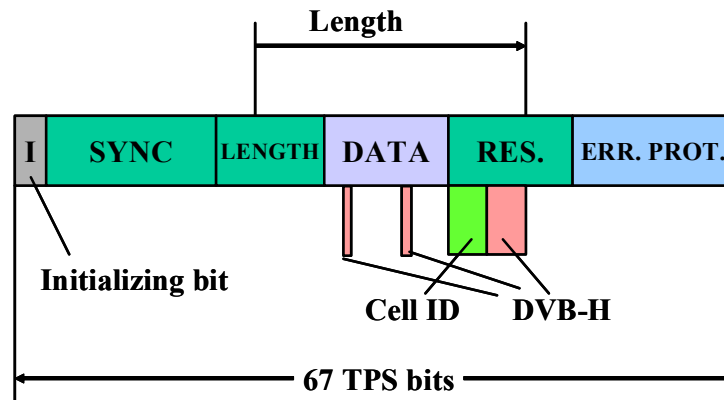 Length
I SYNC LENGTH DATA RES. ERR. PROT.
Initializing bit
Cell ID DVB-H
67 TPS bits